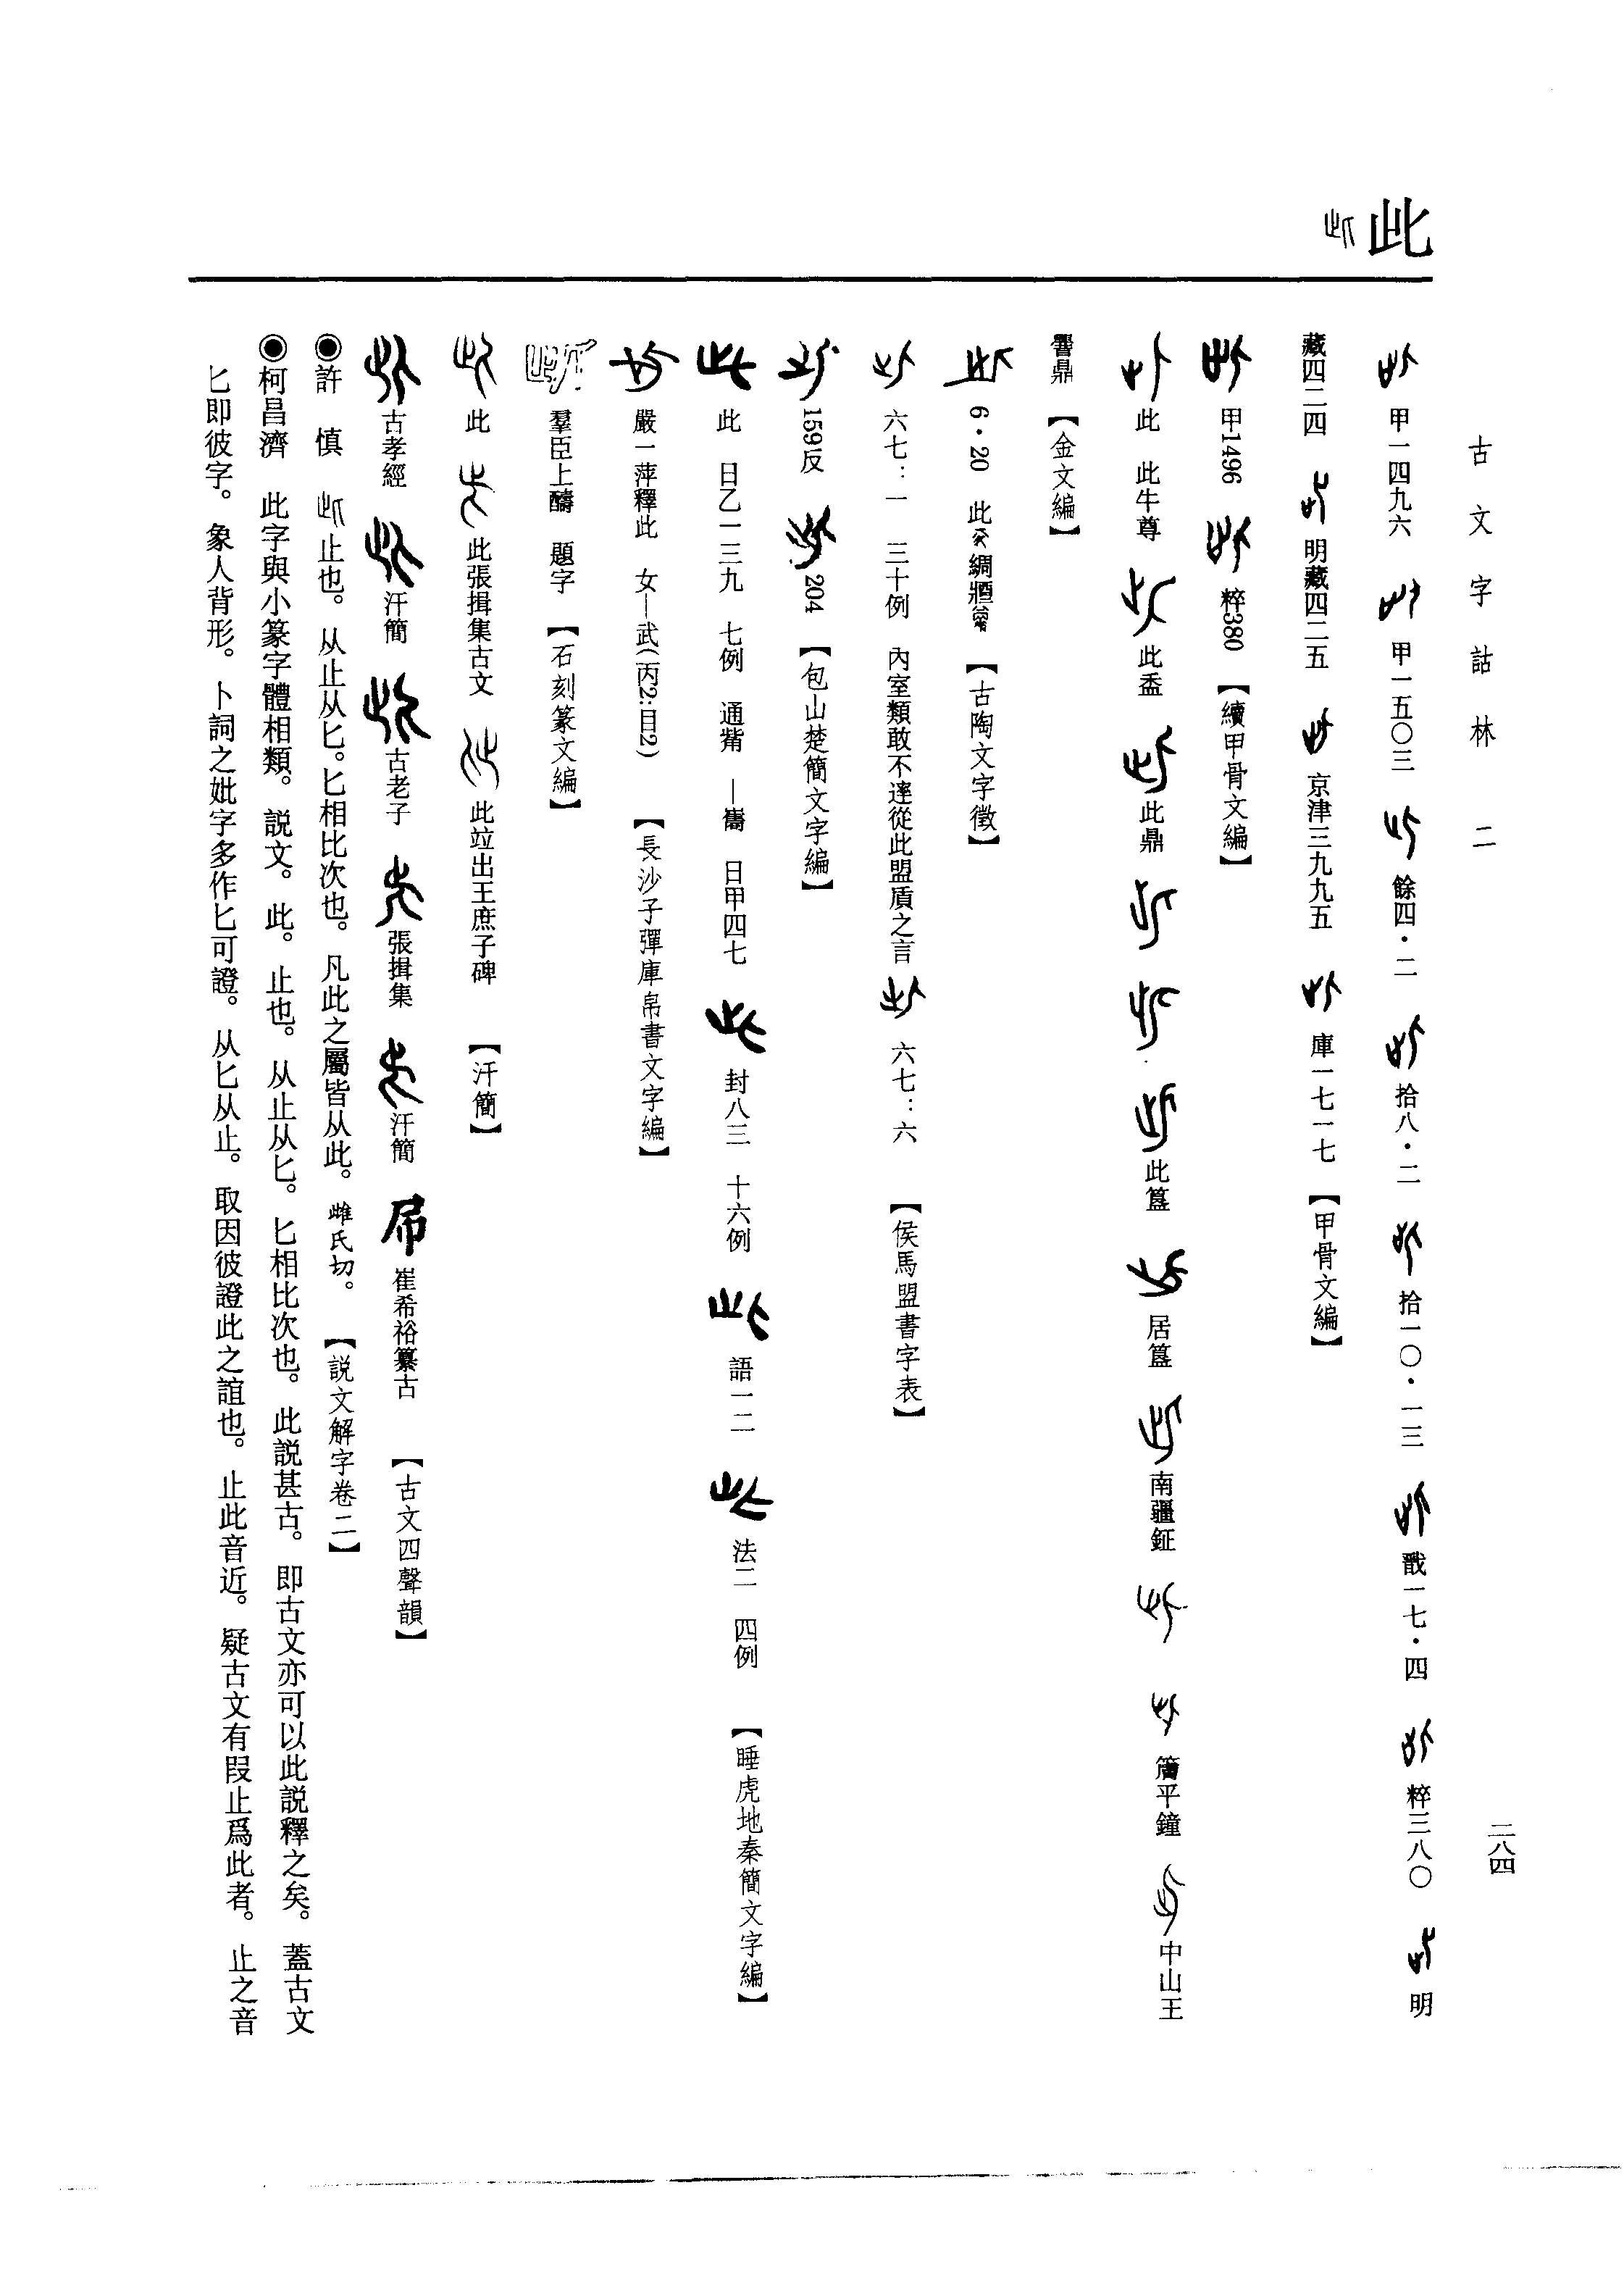 古文字詁林 二
二八四
此
甲一四九六 甲一五〇三 餘四·二 拾八·二 拾一〇·一三 戩一七·四 粹三八〇 明
藏四二四 明藏四二五 京津三九九五 庫一七一七 【甲骨文編】
甲1496 粹380 【續甲骨文編】
此 此牛尊 此盉 此鼎 此簋 居簋 南疆鉦 簷平鐘 中山王
響鼎 【金文編】
6·20 此 綢 【古陶文字徵】
六七:一 三十例 內室類敢不達從此盟質之言 六七:六 【侯馬盟書字表】
159反 204 【包山楚簡文字編】
此 日乙一三九 七例 通觜 —觿 日甲四七 封八三 十六例 語一二 法二 四例 【睡虎地秦簡文字編】
嚴一萍釋此 女—武(丙2:目2) 【長沙子彈庫帛書文字編】
羣臣上醻 題字 【石刻篆文編】
此 此張揖集古文 此竝出王庶子碑 【汗簡】
古孝經 汗簡 古老子 張揖集 汗簡 崔希裕纂古 【古文四聲韻】
◉許 慎 止也。从止从匕。匕相比次也。凡此之屬皆从此。雌氏切。 【説文解字卷二】
◉柯昌濟 此字與小篆字體相類。説文。此。止也。从止从匕。匕相比次也。此説甚古。即古文亦可以此説釋之矣。蓋古文
匕即彼字。象人背形。卜詞之妣字多作匕可證。从匕从止。取因彼證此之誼也。止此音近。疑古文有叚止爲此者。止之音